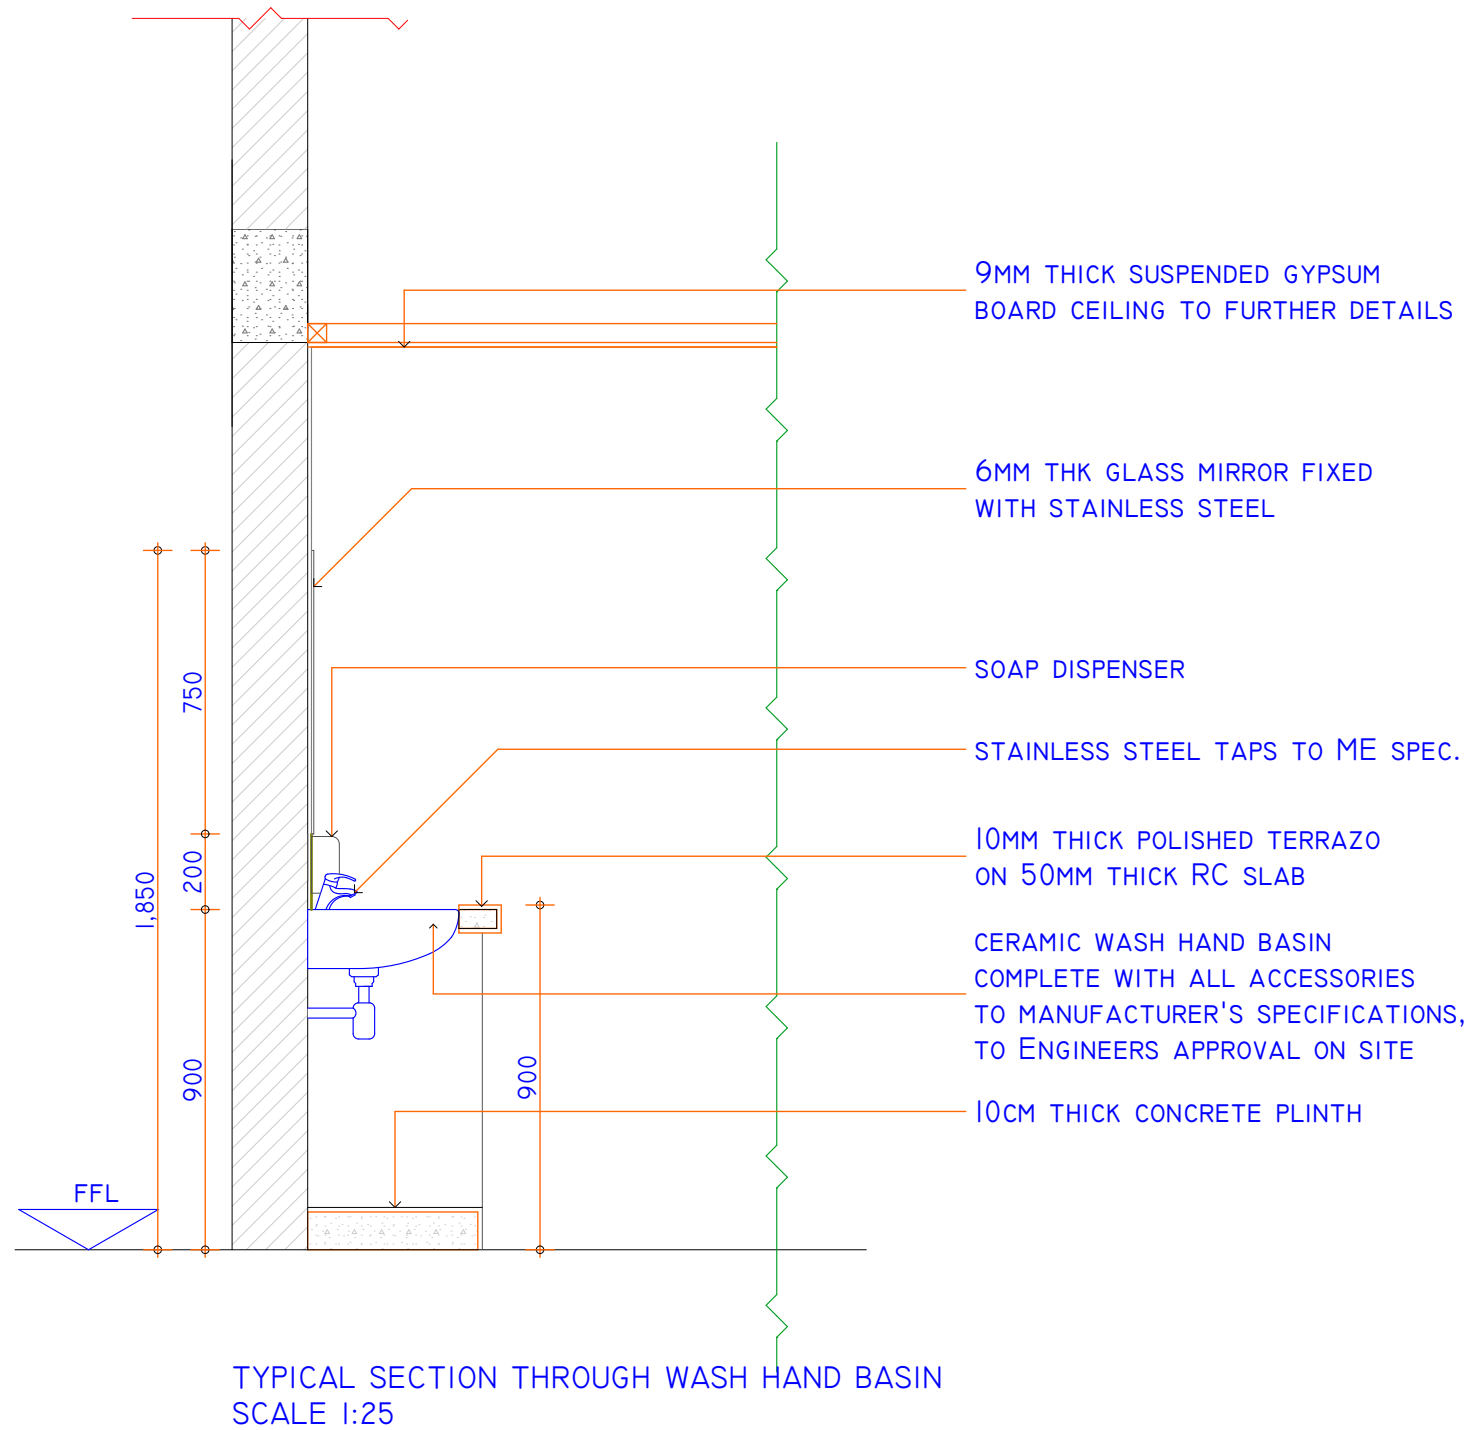 9MM THICK SUSPENDED GYPSUM
BOARD CEILING TO FURTHER DETAILS
6MM THK GLASS MIRROR FIXED
WITH STAINLESS STEEL
SOAP DISPENSER
750
STAINLESS STEEL TAPS TO ME SPEC.
10MM THICK POLISHED TERRAZO
ON 50MM THICK RC SLAB
200
1,850
CERAMIC WASH HAND BASIN
COMPLETE WITH ALL ACCESSORIES
TO MANUFACTURER'S SPECIFICATIONS,
TO ENGINEERS APPROVAL ON SITE
900
900
10CM THICK CONCRETE PLINTH
FFL
TYPICAL SECTION THROUGH WASH HAND BASIN
SCALE 1:25